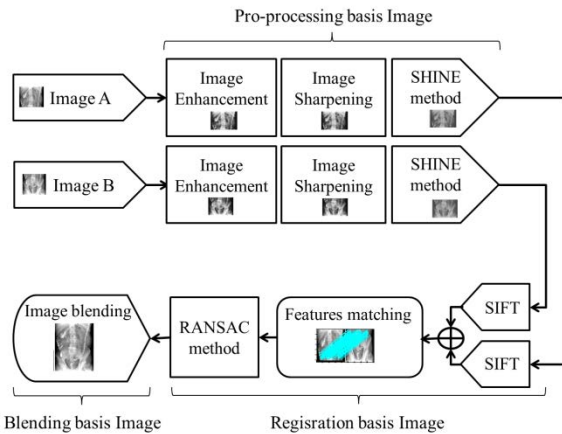 Pro-processing basis Image
Image A
Image
Enhancement
Image
Sharpening
SHINE
method
Image B
Image
Enhancement
Image
Sharpening
SHINE
method
Image blending
RANSAC
method
Features matching
SIFT
SIFT
Blending basis Image
Regisration basis Image